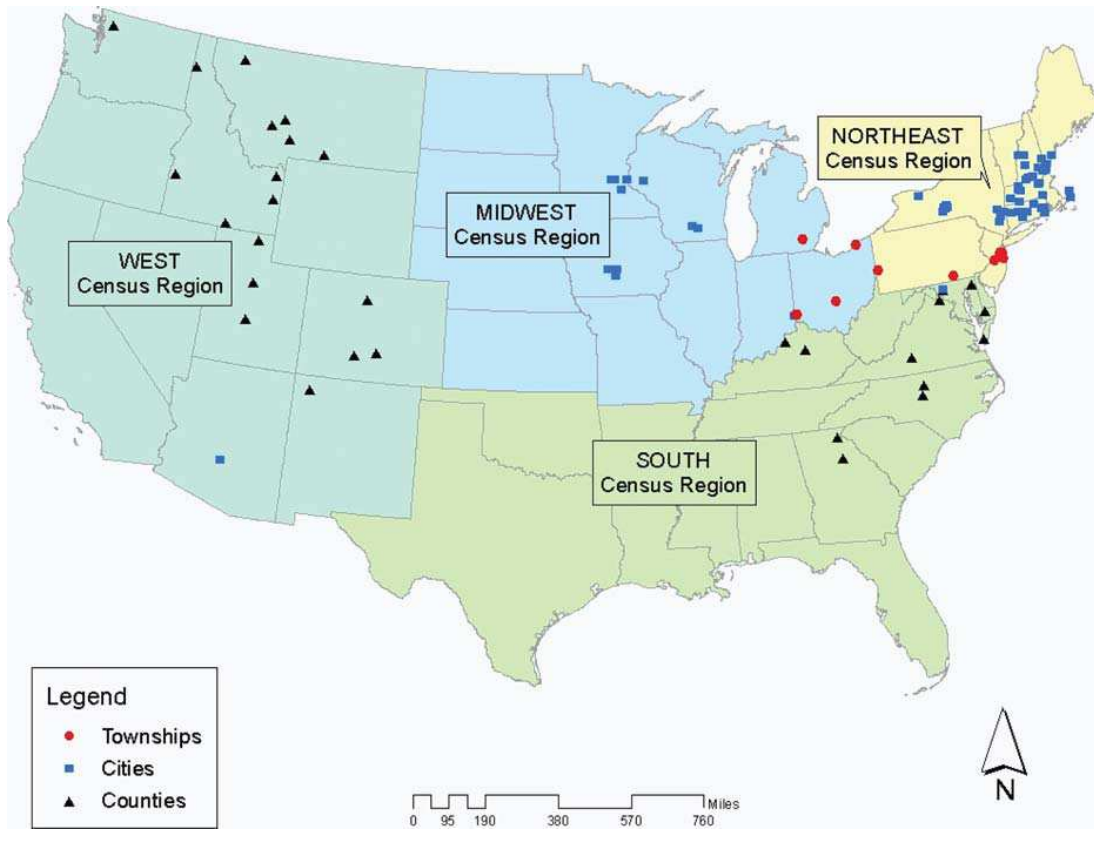 NORTHEAST
Census Region
MIDWEST
Census Region
WEST
Census Region
SOUTH
Census Region
Legend
Townships
Cities
Counties
N
Miles
0 95 190 380 570 760